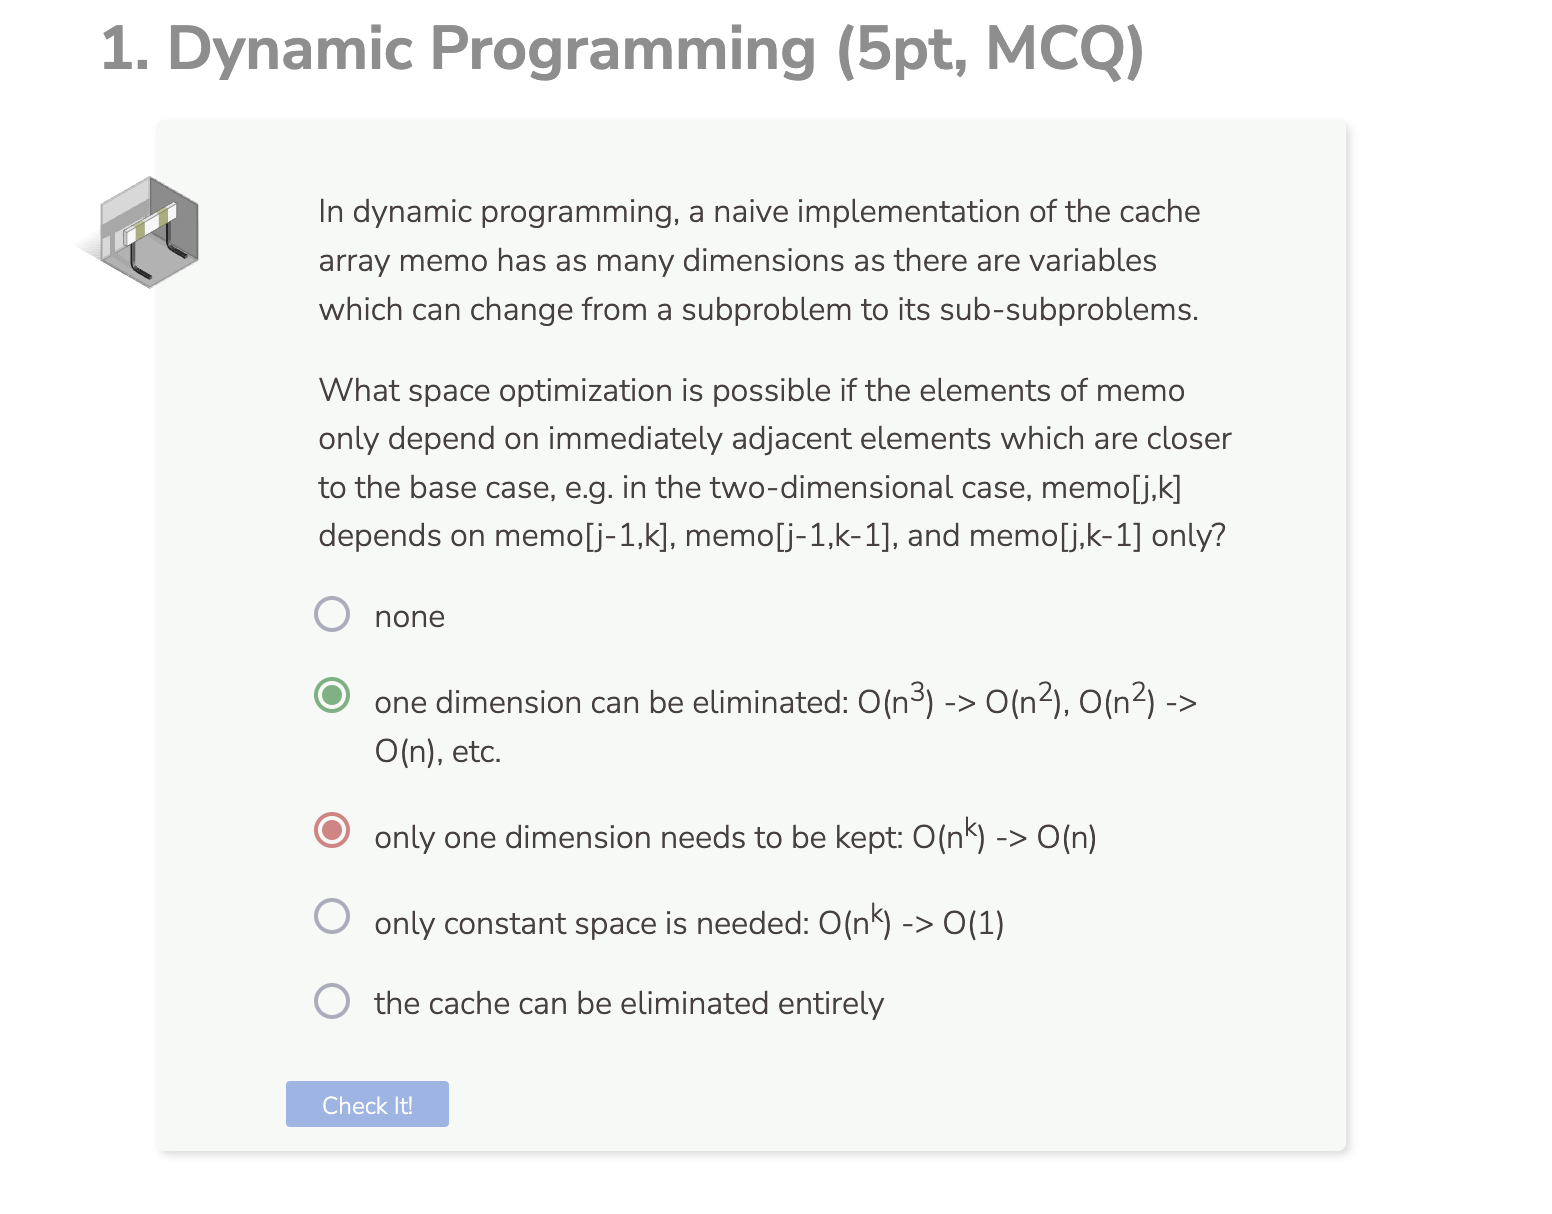 1. Dynamic Programming (5pt, MCQ)
In dynamic programming, a naive implementation of the cache
array memo has as many dimensions as there are variables
which can change from a subproblem to its sub-subproblems.
What space optimization is possible if the elements of memo
only depend on immediately adjacent elements which are closer
to the base case, e.g. in the two-dimensional case, memo[j,k]
depends on memo[j-1,k], memo[j-1,k-1], and memo[j,k-1] only?
none
one dimension can be eliminated: O(n³) -> O(n²), O(n²) ->
O(n), etc.
only one dimension needs to be kept: O(nᵏ) -> O(n)
only constant space is needed: O(nᵏ) -> O(1)
the cache can be eliminated entirely
Check It!